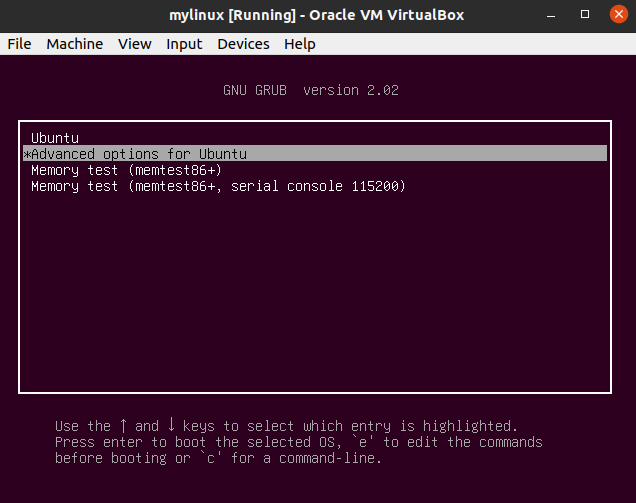 mylinux [Running] - Oracle VM VirtualBox
File Machine View Input Devices Help
GNU GRUB version 2.02
Ubuntu
*Advanced options for Ubuntu
Memory test (memtest86+)
Memory test (memtest86+, serial console 115200)
Use the ↑ and ↓ keys to select which entry is highlighted.
Press enter to boot the selected OS, `e' to edit the commands
before booting or `c' for a command-line.